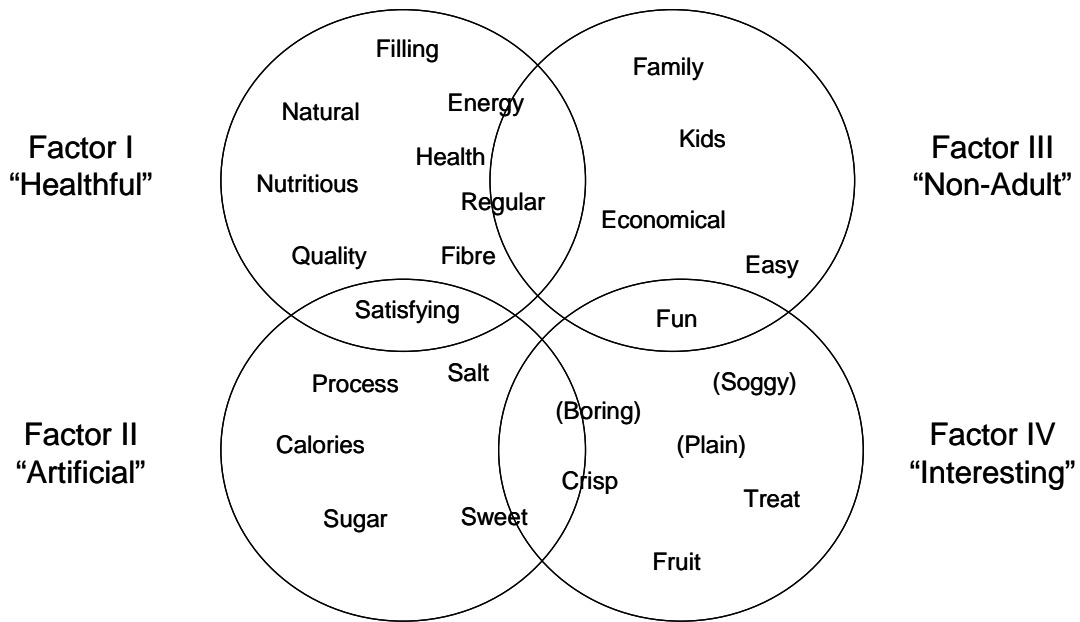 Filling
Family
Natural
Energy
Kids
Factor I
“Healthful”
Health
Factor III
“Non-Adult”
Nutritious
Regular
Economical
Quality
Fibre
Easy
Satisfying
Fun
Process
Salt
(Soggy)
(Boring)
Factor II
“Artificial”
Calories
(Plain)
Factor IV
“Interesting”
Crisp
Treat
Sugar
Sweet
Fruit